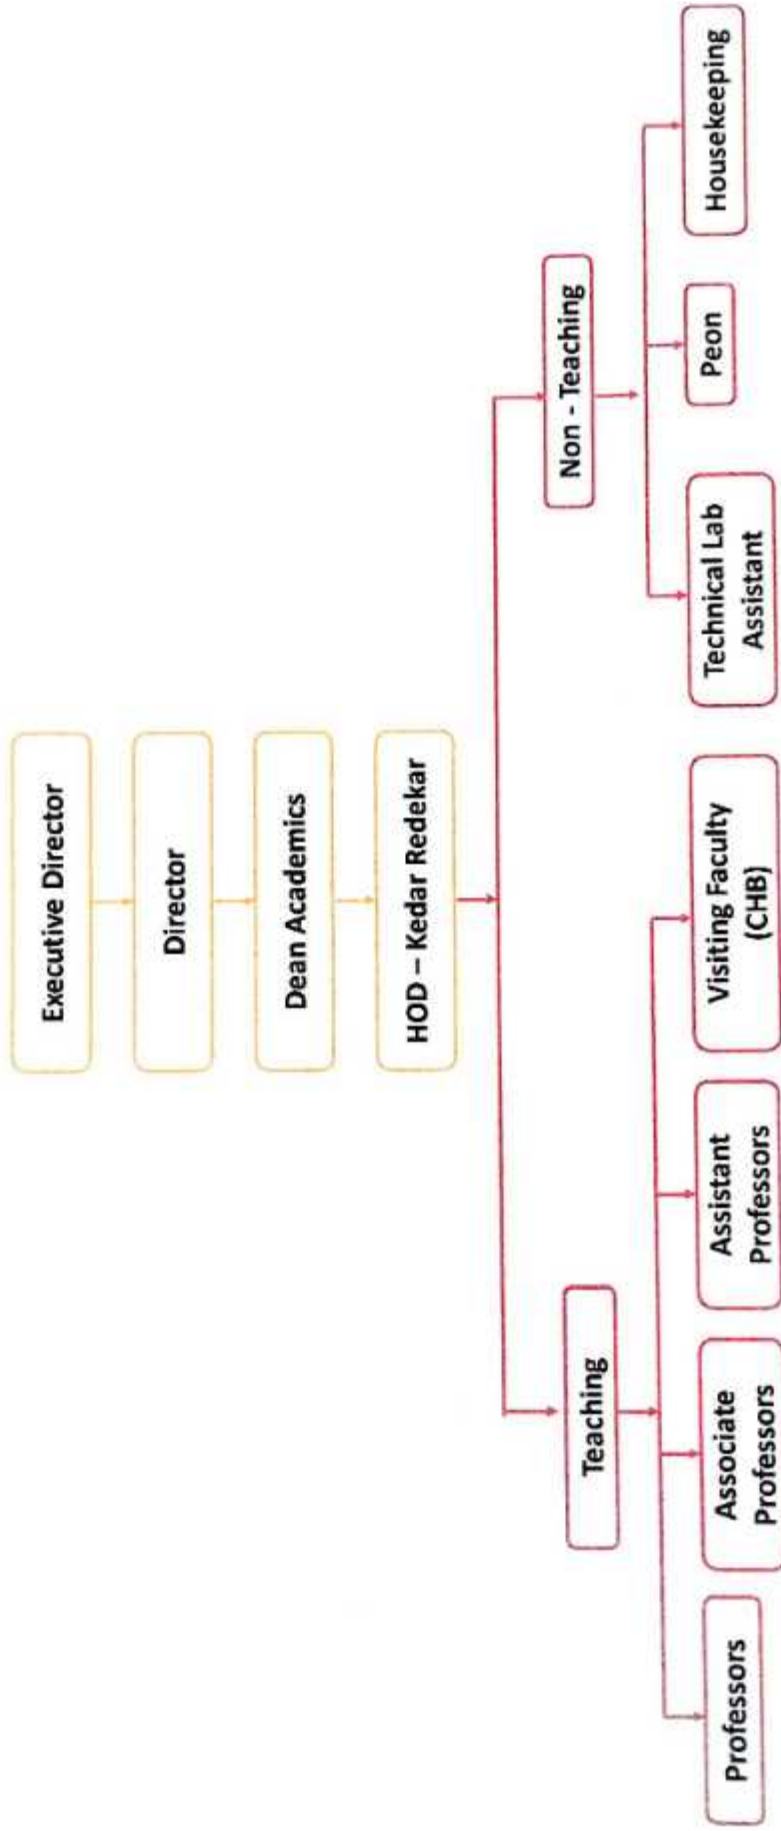 Executive Director
Director
Dean Academics
HOD – Kedar Redekar
Teaching
Non - Teaching
Professors
Associate
Professors
Assistant
Professors
Visiting Faculty
(CHB)
Technical Lab
Assistant
Peon
Housekeeping